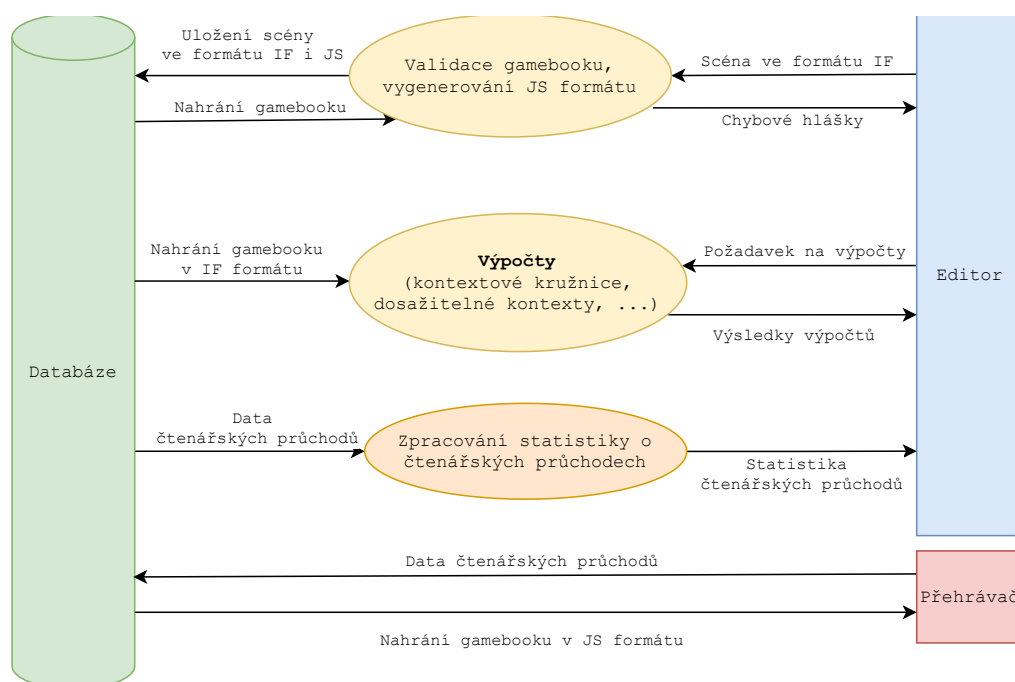 Uložení scény
ve formátu IF i JS
Validace gamebooku,
vygenerování JS formátu
Scéna ve formátu IF
Nahrání gamebooku
Chybové hlášky
Nahrání gamebooku
v IF formátu
Výpočty
(kontextové kružnice,
dosažitelné kontexty, ...)
Požadavek na výpočty
Výsledky výpočtů
Editor
Databáze
Data
čtenářských průchodů
Zpracování statistiky o
čtenářských průchodech
Statistika
čtenářských průchodů
Data čtenářských průchodů
Přehrávač
Nahrání gamebooku v JS formátu